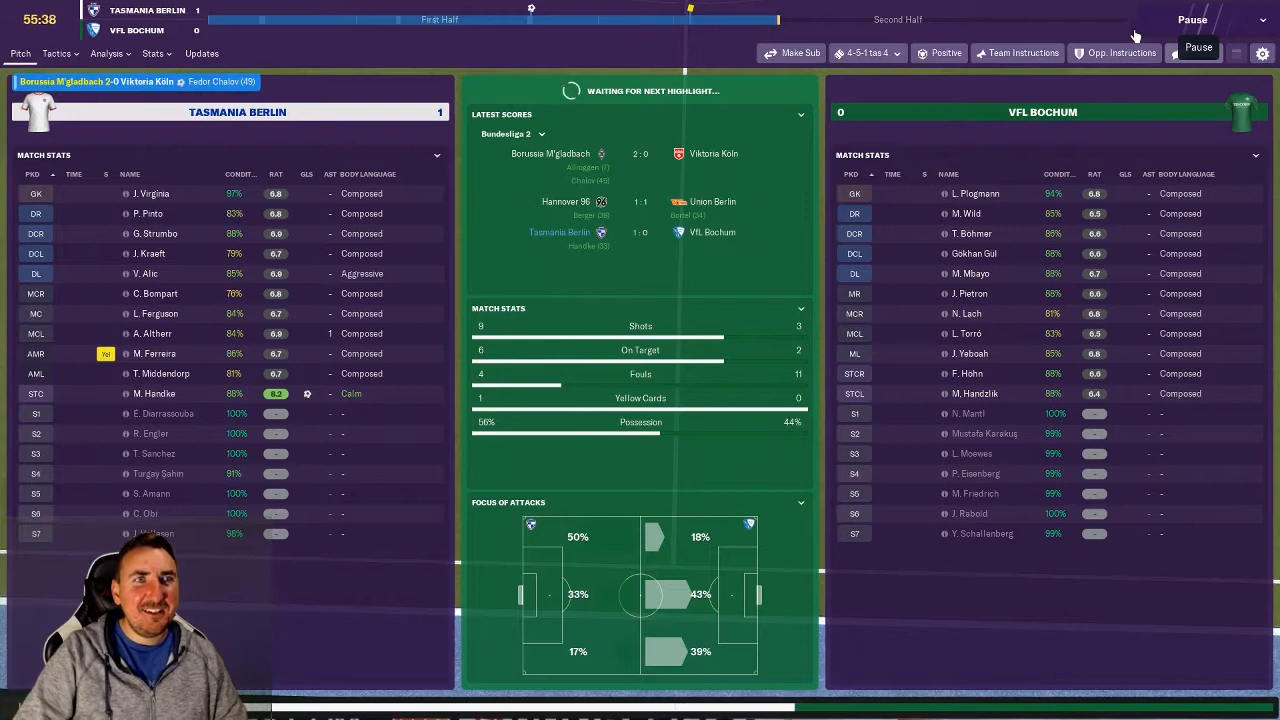 55:38
TASMANIA BERLIN 1
VFL BOCHUM 0
First Half
Second Half
Pause
Pitch Tactics Analysis Stats Updates
Make Sub 4-5-1 tas 4 Positive Team Instructions Opp. Instructions
Pause
Borussia M'gladbach 2-0 Viktoria Köln Fedor Chalov (49)
TASMANIA BERLIN 1
MATCH STATS
PKD TIME S NAME CONDIT... RAT GLS AST BODY LANGUAGE
GK J. Virgínia 97% 6.8 - Composed
DR P. Pinto 83% 6.8 - Composed
DCR G. Strumbo 88% 6.9 - Composed
DCL J. Kraeft 79% 6.7 - Composed
DL V. Alic 85% 6.9 - Aggressive
MCR C. Bompart 76% 6.8 - Composed
MC L. Ferguson 84% 6.7 - Composed
MCL A. Altherr 84% 6.9 1 Composed
AMR Yel M. Ferreira 86% 6.7 - Composed
AML T. Middendorp 81% 6.7 - Composed
STC M. Handke 88% 8.2 - Calm
S1 É. Diarrassouba 100% - - -
S2 R. Engler 100% - - -
S3 T. Sanchez 100% - - -
S4 Turgay Şahin 91% - - -
S5 S. Amann 100% - - -
S6 C. Obi 100% - - -
S7 98% - - -
WAITING FOR NEXT HIGHLIGHT...
LATEST SCORES
Bundesliga 2
Borussia M'gladbach 2 : 0 Viktoria Köln
Allroggen (7)
Chalov (49)
Hannover 96 1 : 1 Union Berlin
Berger (39) Bortel (34)
Tasmania Berlin 1 : 0 VfL Bochum
Handke (33)
MATCH STATS
9 Shots 3
6 On Target 2
4 Fouls 11
1 Yellow Cards 0
56% Possession 44%
FOCUS OF ATTACKS
50% 18%
33% 43%
17% 39%
0 VFL BOCHUM
MATCH STATS
PKD TIME S NAME CONDIT... RAT GLS AST BODY LANGUAGE
GK L. Plogmann 94% 6.8 - Composed
DR M. Wild 85% 6.5 - Composed
DCR T. Böhmer 86% 6.6 - Composed
DCL Gökhan Gül 88% 6.6 - Composed
DL M. Mbayo 88% 6.7 - Composed
MR J. Pietron 88% 6.6 - Composed
MCR N. Lach 81% 6.8 - Composed
MCL L. Torró 83% 6.5 - Composed
ML J. Yeboah 85% 6.8 - Composed
STCR F. Höhn 88% 6.6 - Composed
STCL M. Handzlik 88% 6.4 - Composed
S1 N. Mantl 100% - - -
S2 Mustafa Karakuş 99% - - -
S3 L. Moewes 99% - - -
S4 P. Eisenberg 99% - - -
S5 M. Friedrich 99% - - -
S6 J. Rabold 100% - - -
S7 Y. Schallenberg 99% - - -